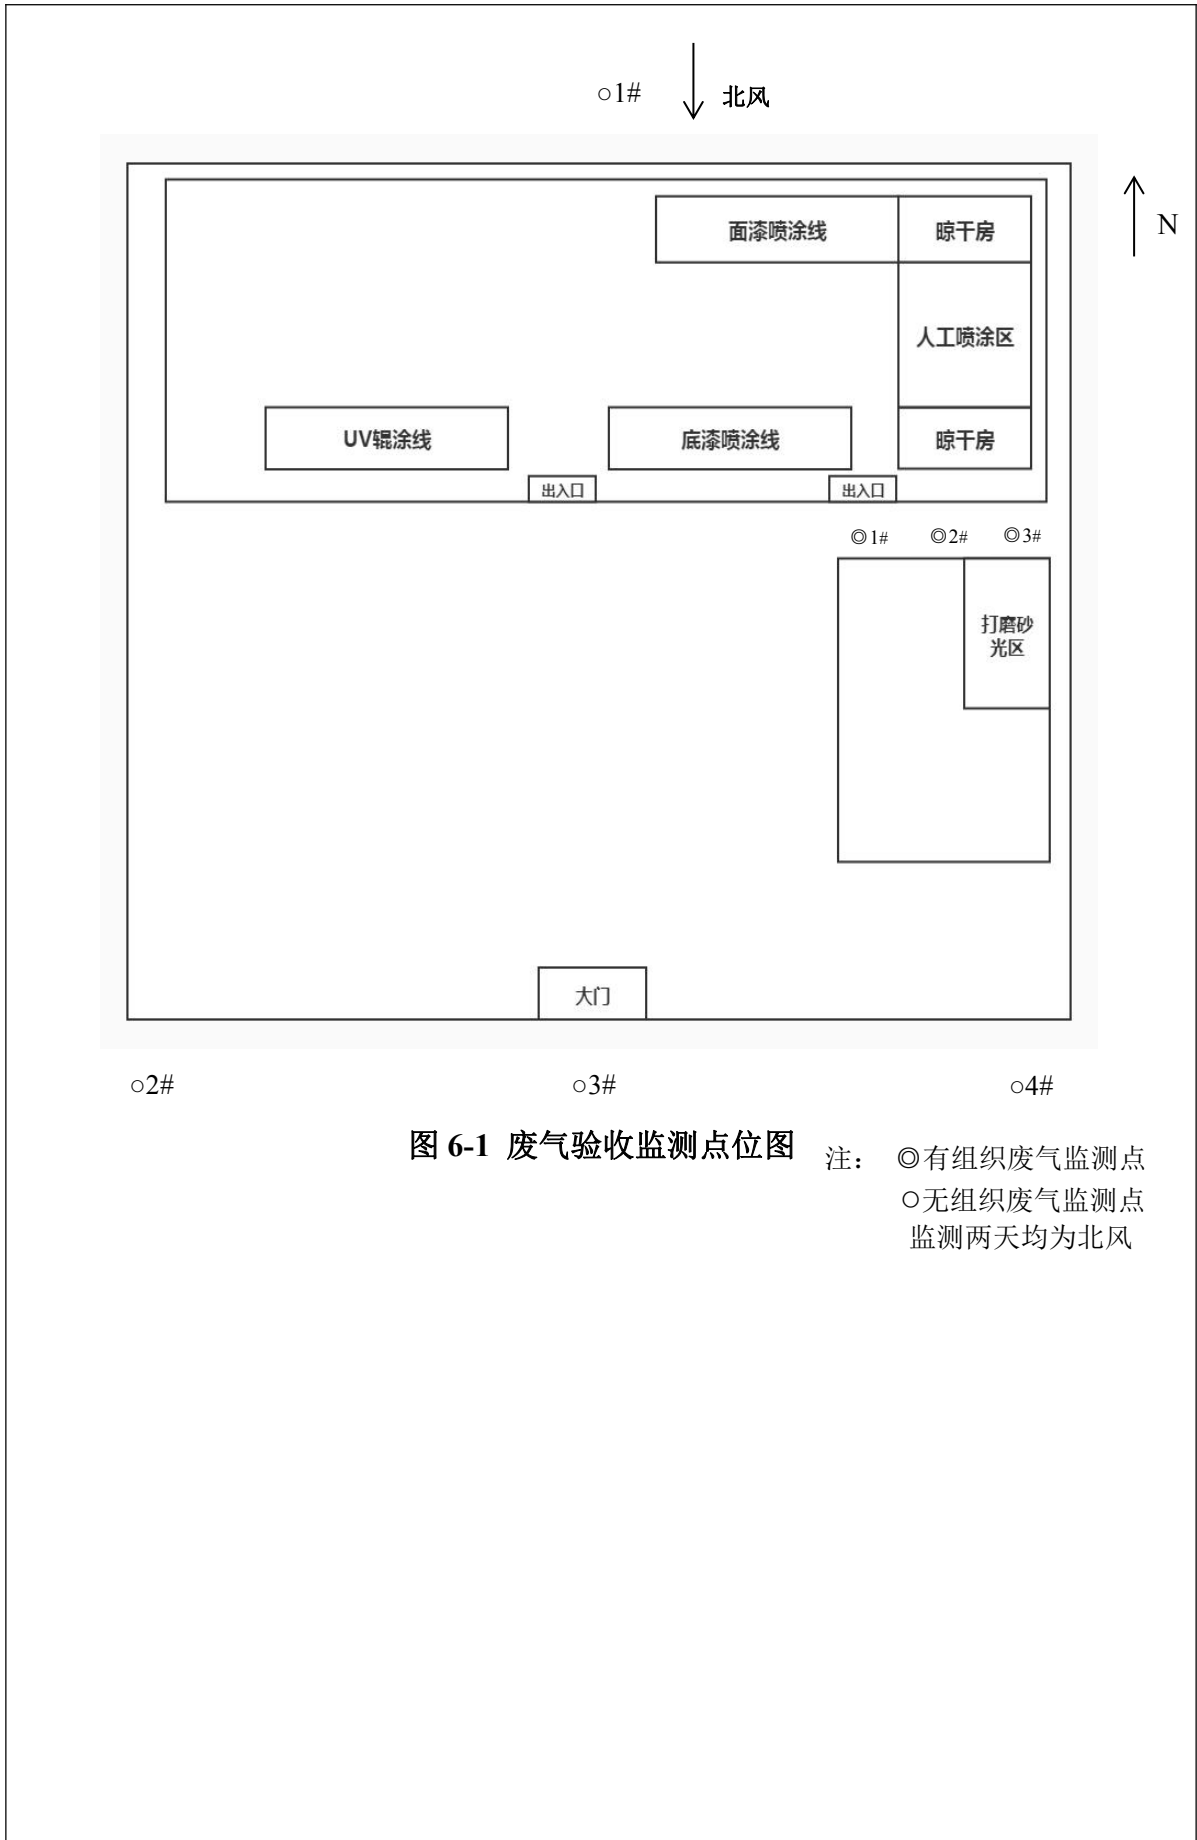 ○1#
北风
N
面漆喷涂线
晾干房
人工喷涂区
UV辊涂线
底漆喷涂线
晾干房
出入口
出入口
◎1#
◎2#
◎3#
打磨砂
光区
大门
○2#
○3#
○4#
图 6-1 废气验收监测点位图
注： ◎有组织废气监测点
○无组织废气监测点
监测两天均为北风